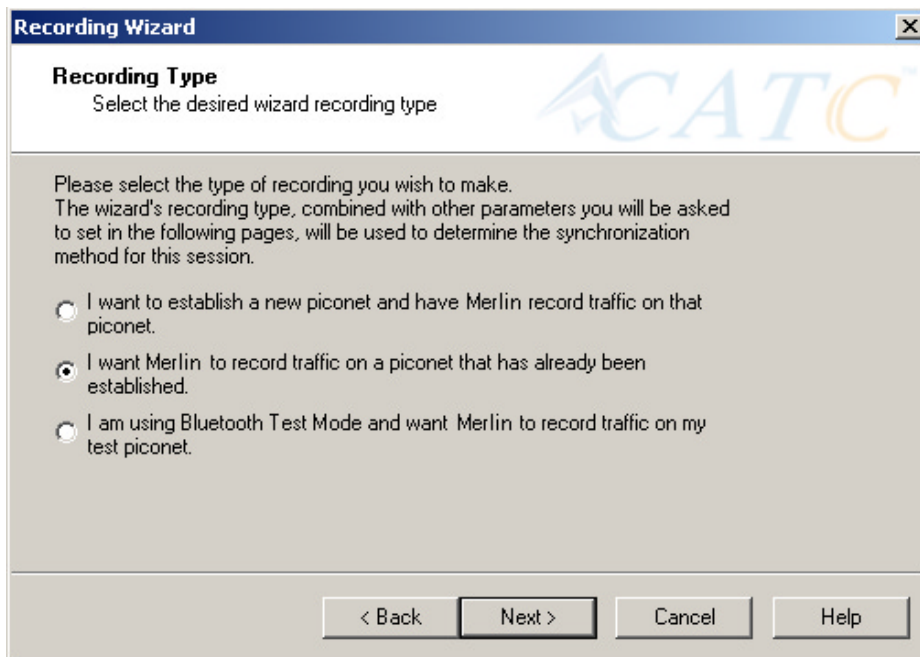 Recording Wizard
Recording Type
Select the desired wizard recording type
CATC
Please select the type of recording you wish to make.
The wizard's recording type, combined with other parameters you will be asked
to set in the following pages, will be used to determine the synchronization
method for this session.
I want to establish a new piconet and have Merlin record traffic on that
piconet.
I want Merlin to record traffic on a piconet that has already been
established.
I am using Bluetooth Test Mode and want Merlin to record traffic on my
test piconet.
< Back Next > Cancel Help